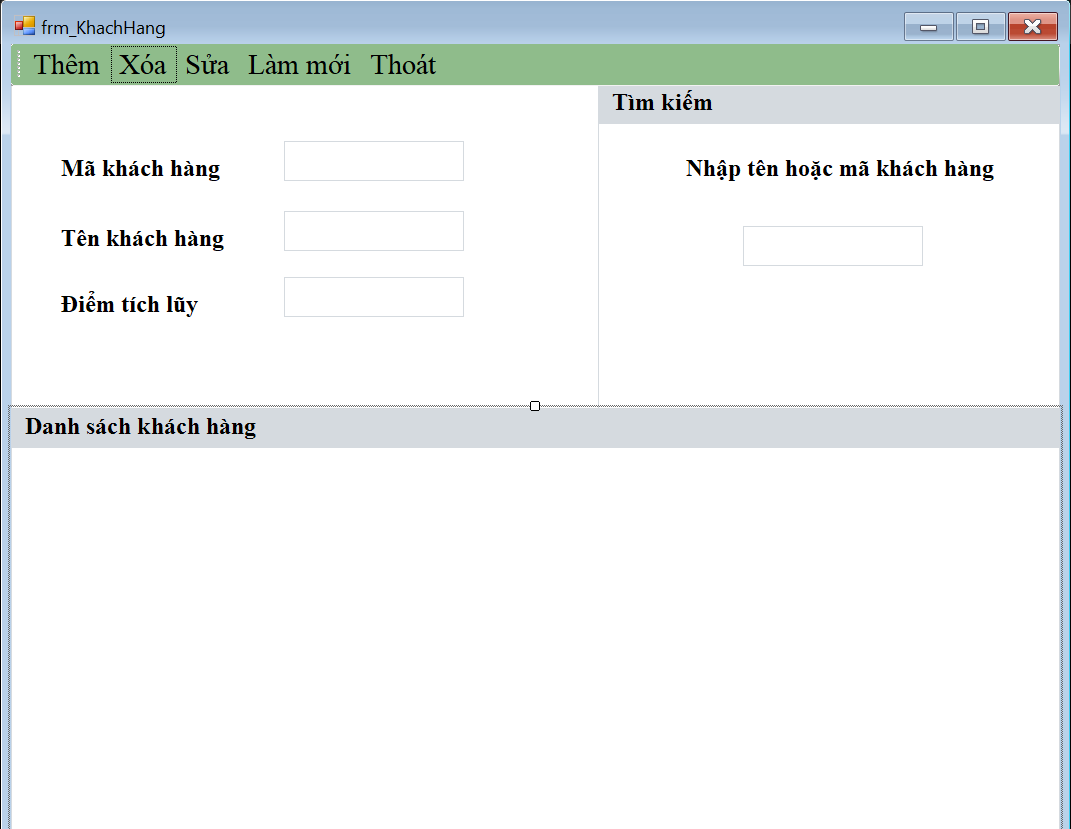 frm_KhachHang
Thêm Xóa Sửa Làm mới Thoát
Tìm kiếm
Mã khách hàng
Nhập tên hoặc mã khách hàng
Tên khách hàng
Điểm tích lũy
Danh sách khách hàng